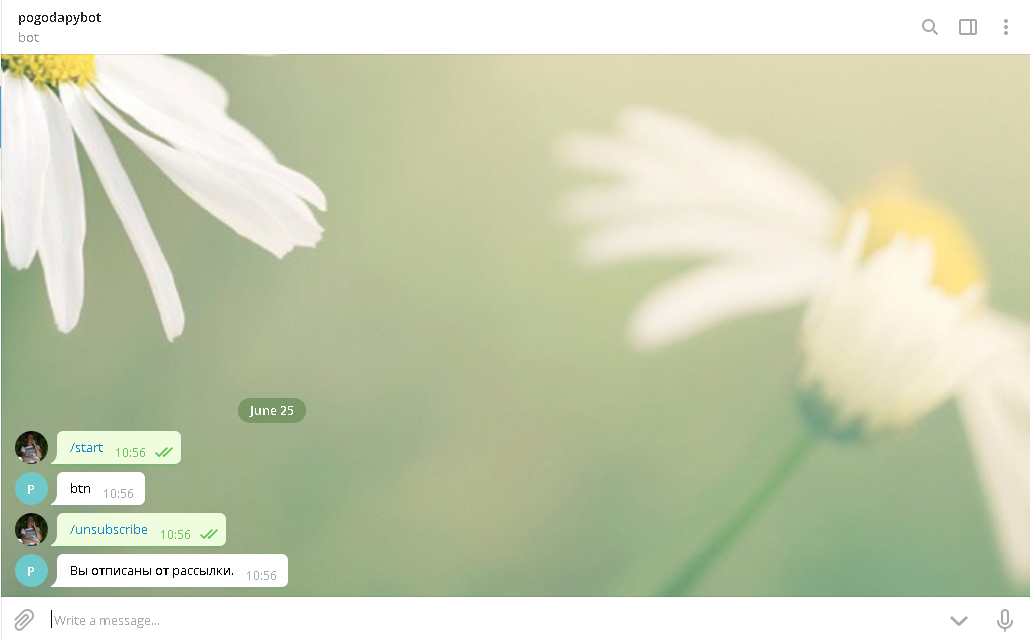 pogodapybot
bot
June 25
/start 10:56
P
btn 10:56
/unsubscribe 10:56
P
Вы отписаны от рассылки. 10:56
Write a message...